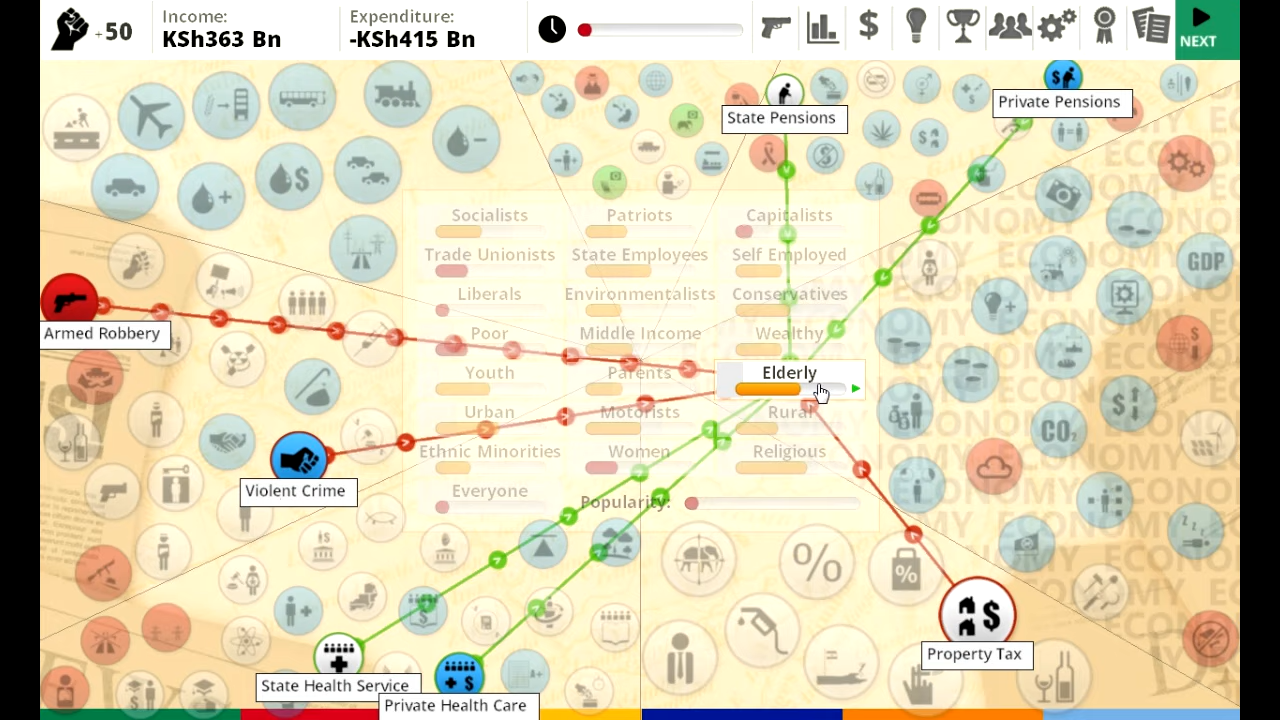 +50
Income:
KSh363 Bn
Expenditure:
-KSh415 Bn
NEXT
State Pensions
Private Pensions
Socialists
Patriots
Capitalists
Trade Unionists
State Employees
Self Employed
Liberals
Environmentalists
Conservatives
Poor
Middle Income
Wealthy
Youth
Parents
Elderly
Urban
Motorists
Rural
Ethnic Minorities
Women
Religious
Everyone
Popularity:
Armed Robbery
Violent Crime
State Health Service
Private Health Care
Property Tax
GDP
CO2
ECONOMY